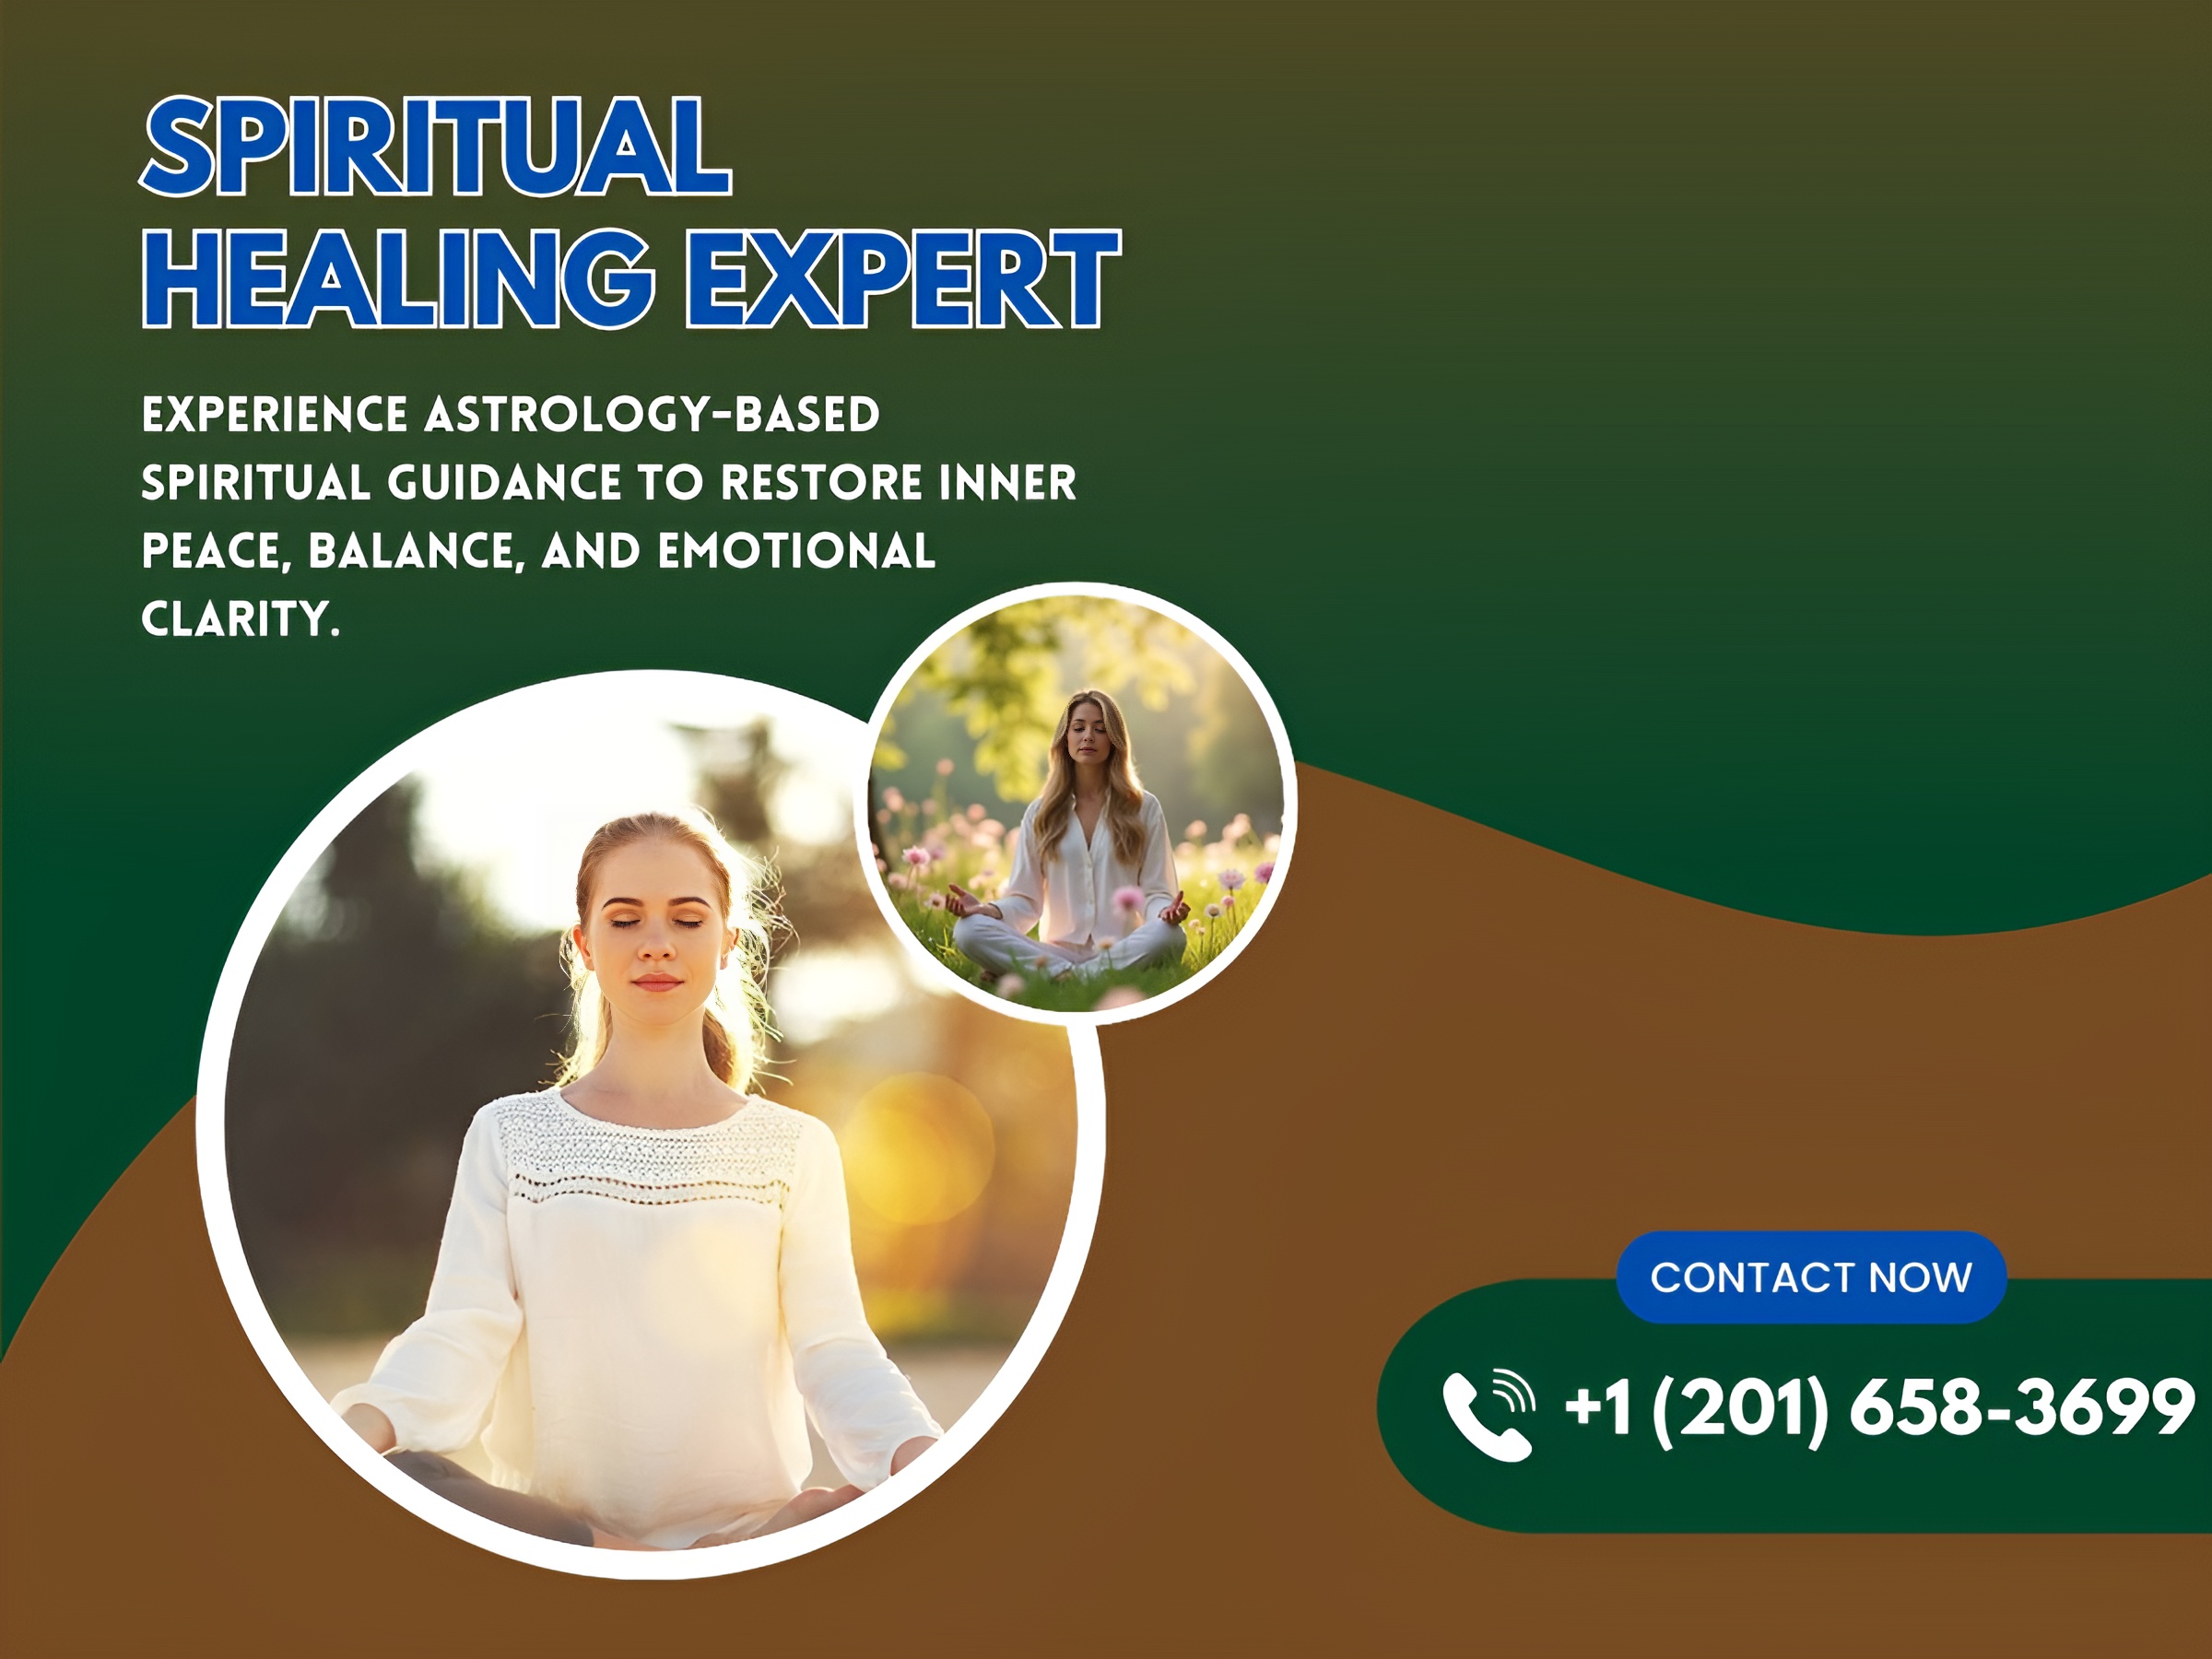 SPIRITUAL
HEALING EXPERT
EXPERIENCE ASTROLOGY-BASED
SPIRITUAL GUIDANCE TO RESTORE INNER
PEACE, BALANCE, AND EMOTIONAL
CLARITY.
CONTACT NOW
+1 (201) 658-3699